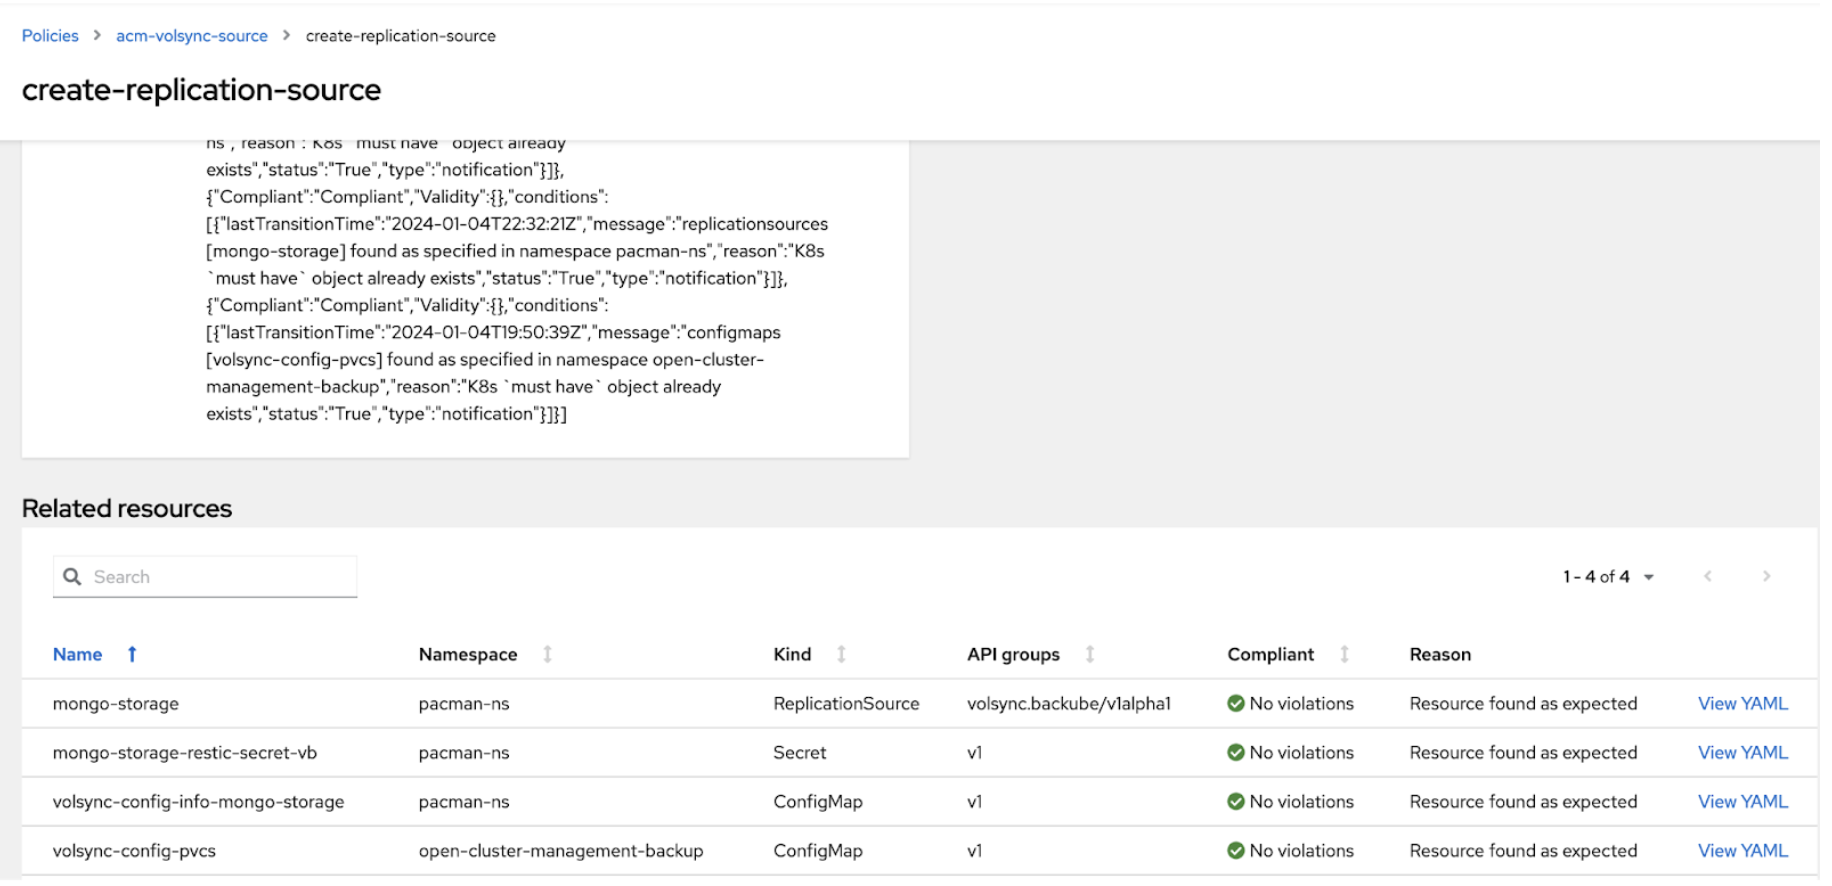 Policies > acm-volsync-source > create-replication-source
create-replication-source
ns","reason":"K8s `must have` object already
exists","status":"True","type":"notification"}]},
{"Compliant":"Compliant","Validity":{},"conditions":
[{"lastTransitionTime":"2024-01-04T22:32:21Z","message":"replicationsources
[mongo-storage] found as specified in namespace pacman-ns","reason":"K8s
`must have` object already exists","status":"True","type":"notification"}]},
{"Compliant":"Compliant","Validity":{},"conditions":
[{"lastTransitionTime":"2024-01-04T19:50:39Z","message":"configmaps
[volsync-config-pvcs] found as specified in namespace open-cluster-
management-backup","reason":"K8s `must have` object already
exists","status":"True","type":"notification"}]}]
Related resources
Search
1 - 4 of 4
Name Namespace Kind API groups Compliant Reason
mongo-storage pacman-ns ReplicationSource volsync.backube/v1alpha1 No violations Resource found as expected View YAML
mongo-storage-restic-secret-vb pacman-ns Secret v1 No violations Resource found as expected View YAML
volsync-config-info-mongo-storage pacman-ns ConfigMap v1 No violations Resource found as expected View YAML
volsync-config-pvcs open-cluster-management-backup ConfigMap v1 No violations Resource found as expected View YAML